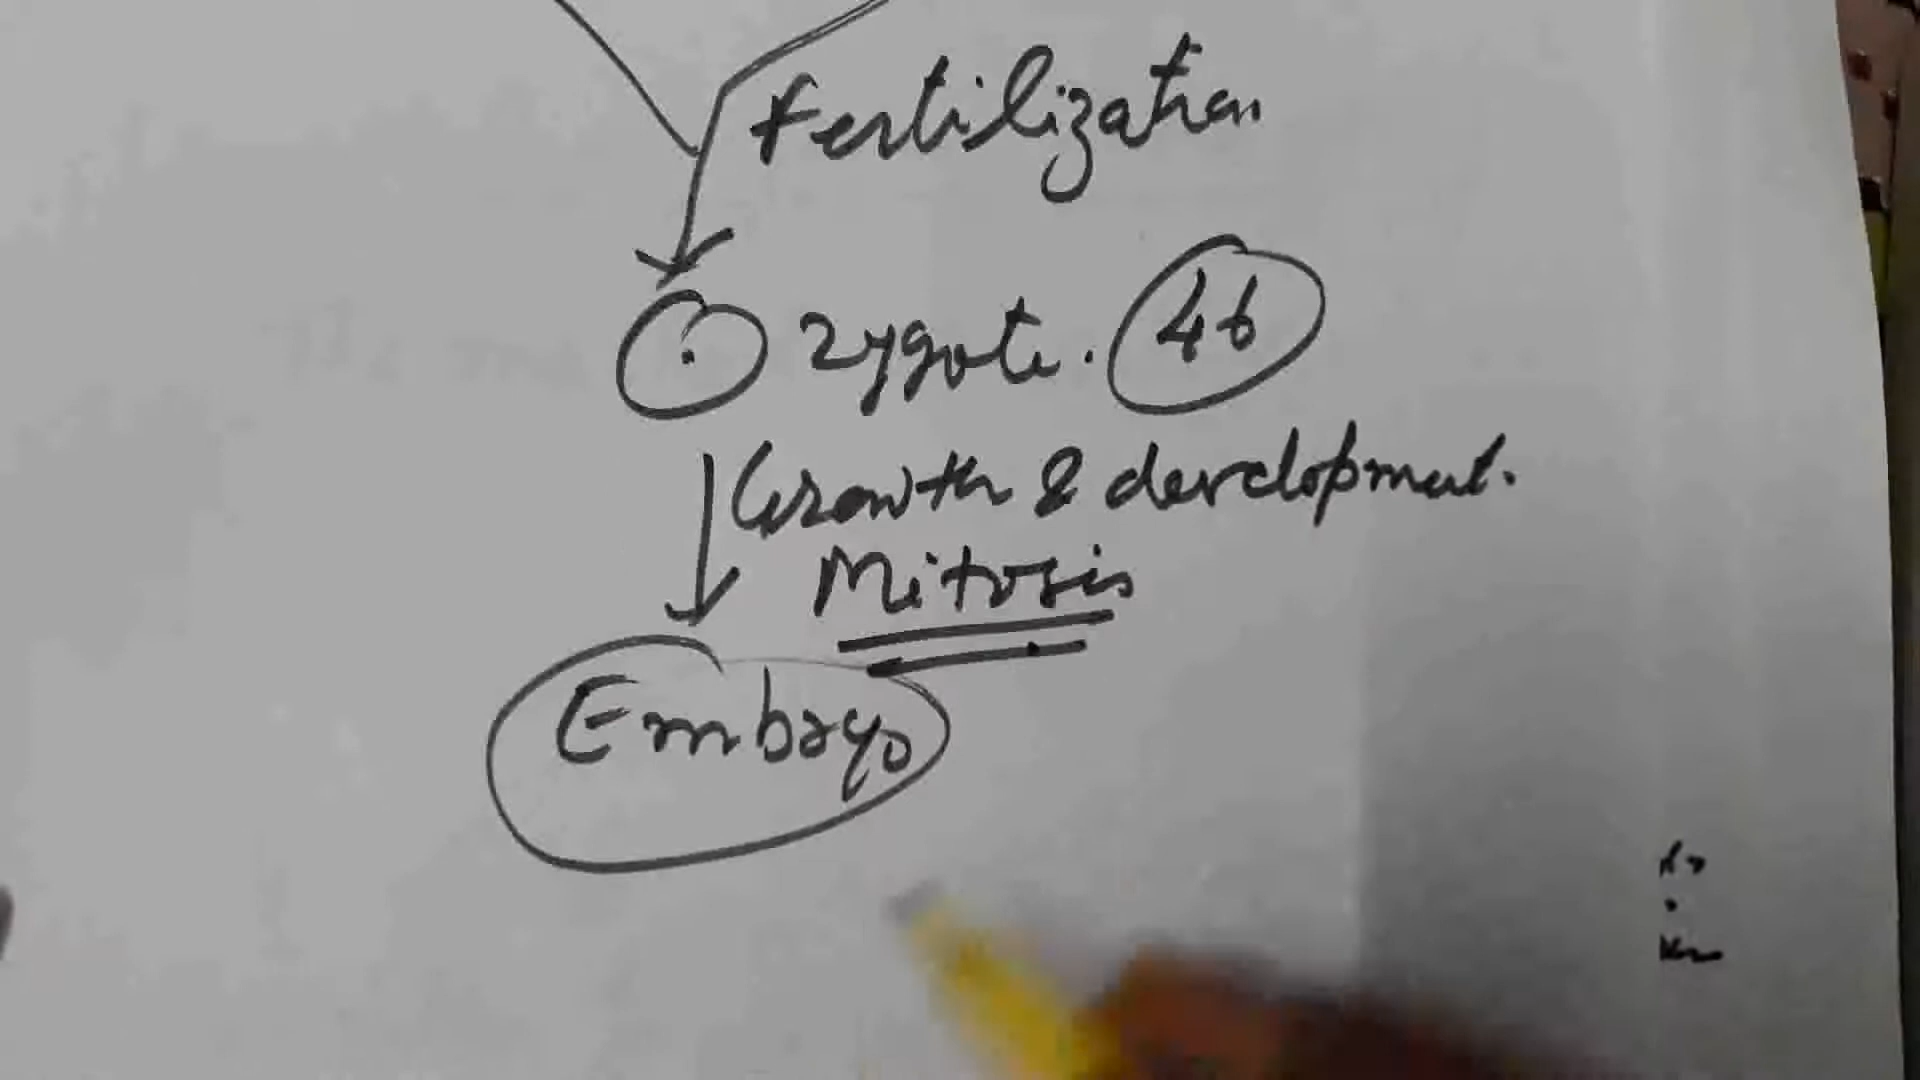 Fertilization
Zygote. 46
Growth & development.
Mitosis
Embryo